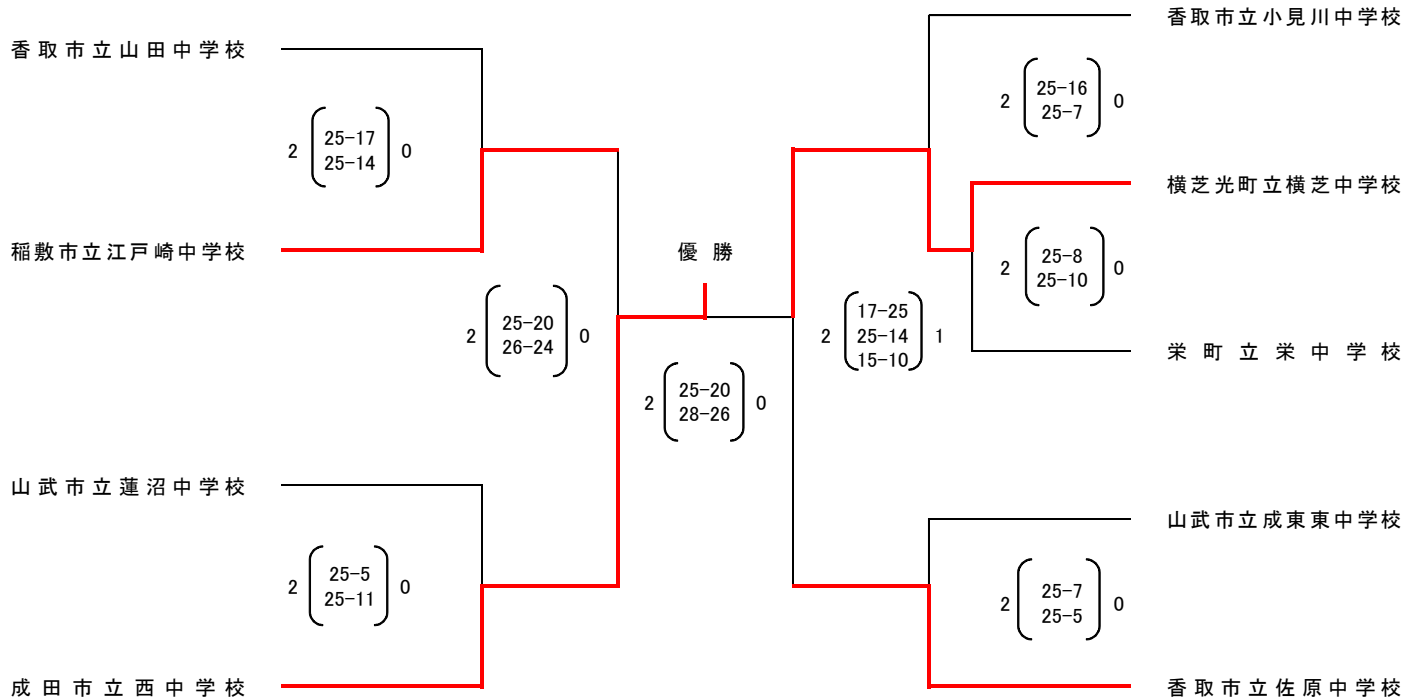 香取市立山田中学校
2 25-17 0
25-14
稲敷市立江戸崎中学校
2 25-20 0
26-24
山武市立蓮沼中学校
2 25-5 0
25-11
成田市立西中学校
優勝
2 25-20 0
28-26
香取市立小見川中学校
2 25-16 0
25-7
横芝光町立横芝中学校
2 25-8 0
25-10
栄町立栄中学校
17-25
2 25-14 1
15-10
山武市立成東東中学校
2 25-7 0
25-5
香取市立佐原中学校